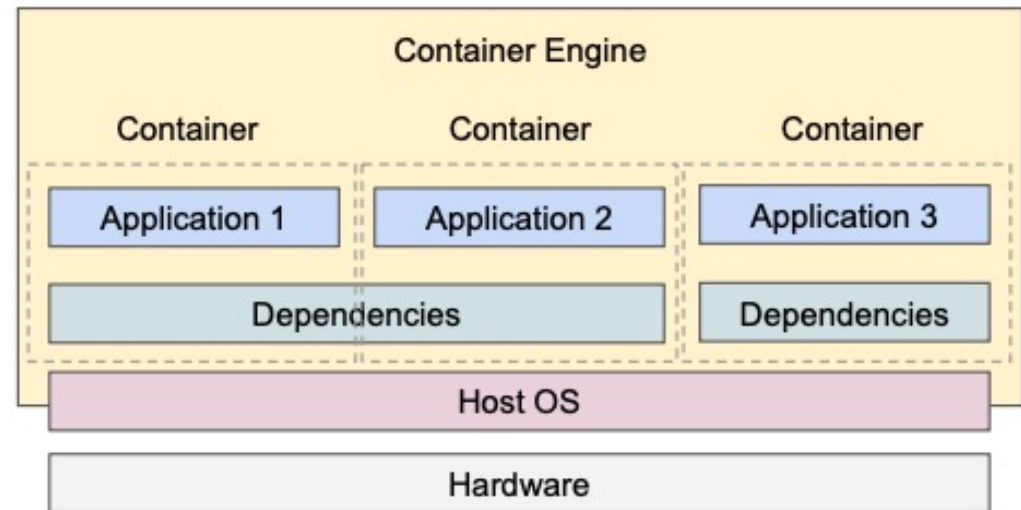 Container Engine
Container Container Container
Application 1 Application 2 Application 3
Dependencies Dependencies
Host OS
Hardware